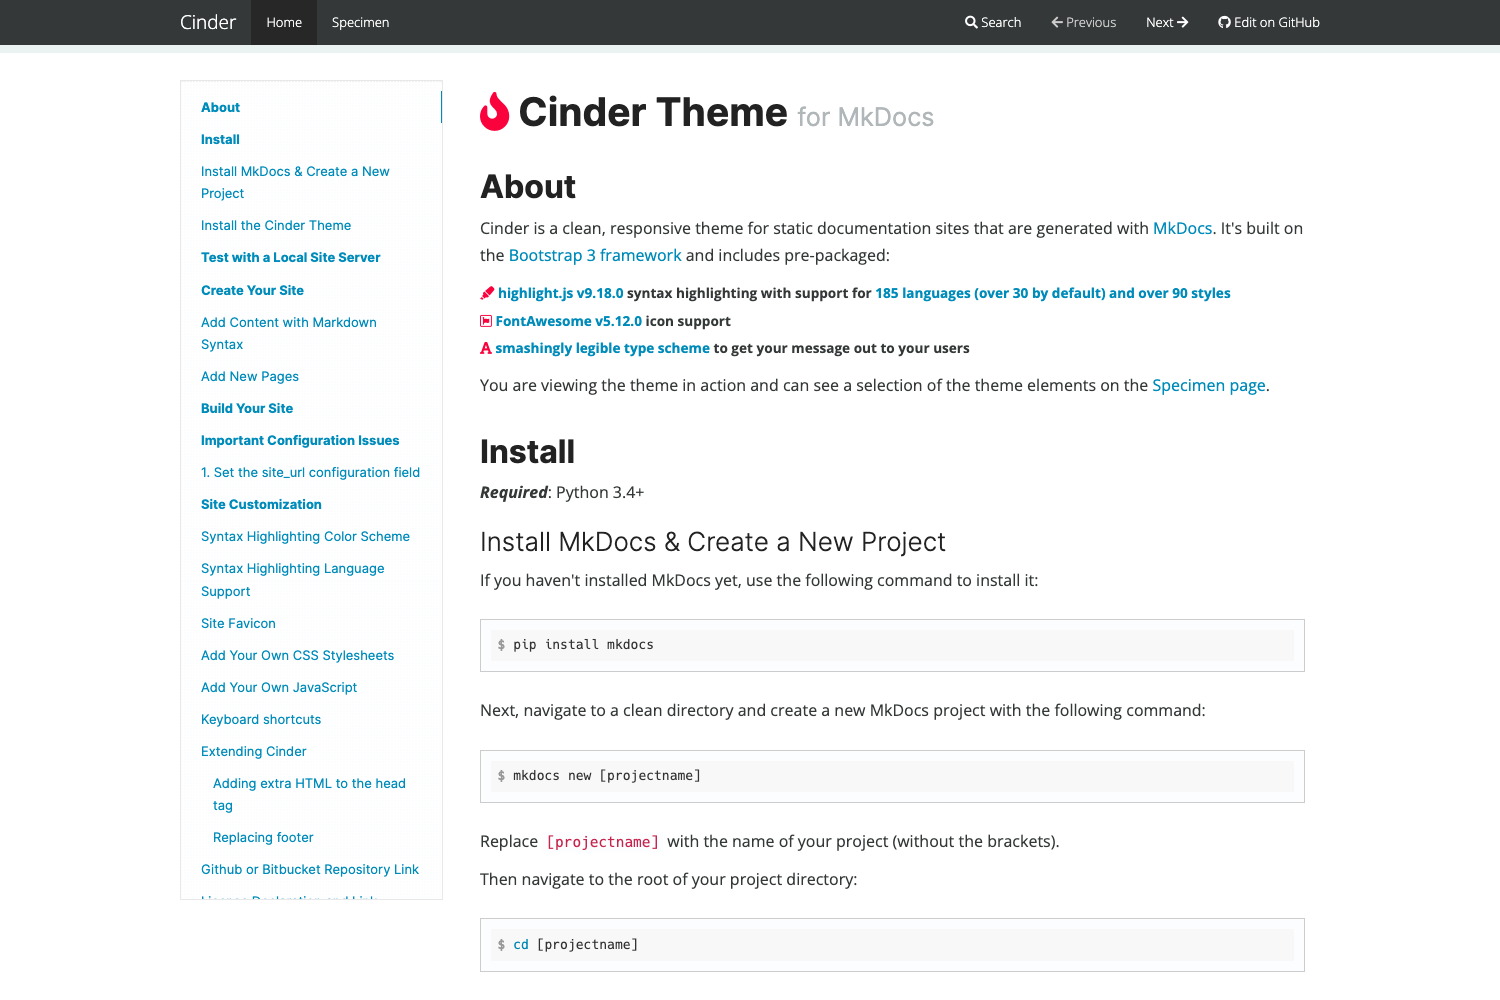 Cinder Home Specimen Search Previous Next Edit on GitHub
About
Install
Install MkDocs & Create a New
Project
Install the Cinder Theme
Test with a Local Site Server
Create Your Site
Add Content with Markdown
Syntax
Add New Pages
Build Your Site
Important Configuration Issues
1. Set the site_url configuration field
Site Customization
Syntax Highlighting Color Scheme
Syntax Highlighting Language
Support
Site Favicon
Add Your Own CSS Stylesheets
Add Your Own JavaScript
Keyboard shortcuts
Extending Cinder
Adding extra HTML to the head
tag
Replacing footer
Github or Bitbucket Repository Link
License Declaration and Link
Cinder Theme for MkDocs
About
Cinder is a clean, responsive theme for static documentation sites that are generated with MkDocs. It's built on
the Bootstrap 3 framework and includes pre-packaged:
highlight.js v9.18.0 syntax highlighting with support for 185 languages (over 30 by default) and over 90 styles
FontAwesome v5.12.0 icon support
smashingly legible type scheme to get your message out to your users
You are viewing the theme in action and can see a selection of the theme elements on the Specimen page.
Install
Required: Python 3.4+
Install MkDocs & Create a New Project
If you haven't installed MkDocs yet, use the following command to install it:
$ pip install mkdocs
Next, navigate to a clean directory and create a new MkDocs project with the following command:
$ mkdocs new [projectname]
Replace [projectname] with the name of your project (without the brackets).
Then navigate to the root of your project directory:
$ cd [projectname]